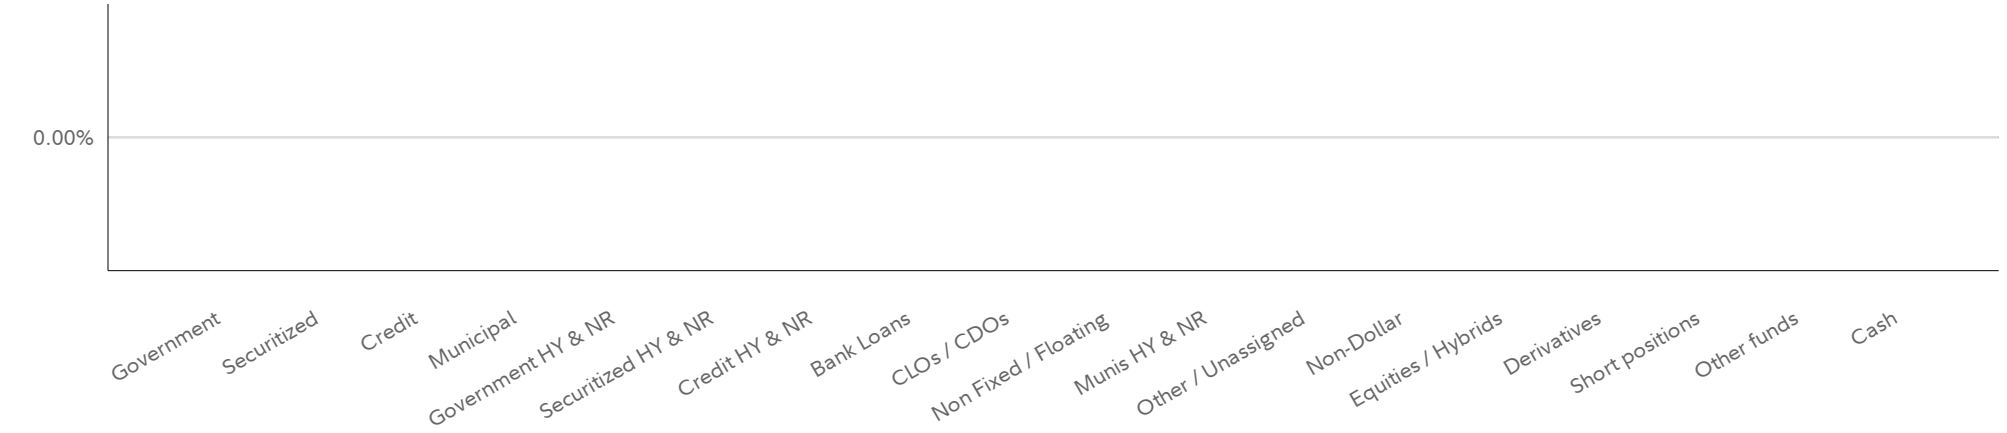 0.00%
Government
Securitized
Credit
Municipal
Government HY & NR
Securitized HY & NR
Credit HY & NR
Bank Loans
CLOs / CDOs
Non Fixed / Floating
Munis HY & NR
Other / Unassigned
Non-Dollar
Equities / Hybrids
Derivatives
Short positions
Other funds
Cash